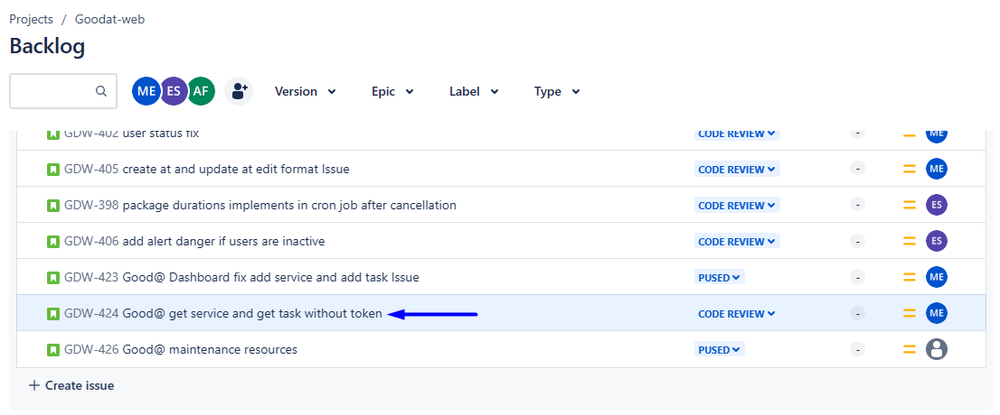 Projects / Goodat-web
Backlog
ME ES AF Version Epic Label Type
GDW-402 user status fix CODE REVIEW - ME
GDW-405 create at and update at edit format Issue CODE REVIEW - ME
GDW-398 package durations implements in cron job after cancellation CODE REVIEW - ES
GDW-406 add alert danger if users are inactive CODE REVIEW - ES
GDW-423 Good@ Dashboard fix add service and add task Issue PUSED - ME
GDW-424 Good@ get service and get task without token CODE REVIEW - ME
GDW-426 Good@ maintenance resources PUSED -
+ Create issue